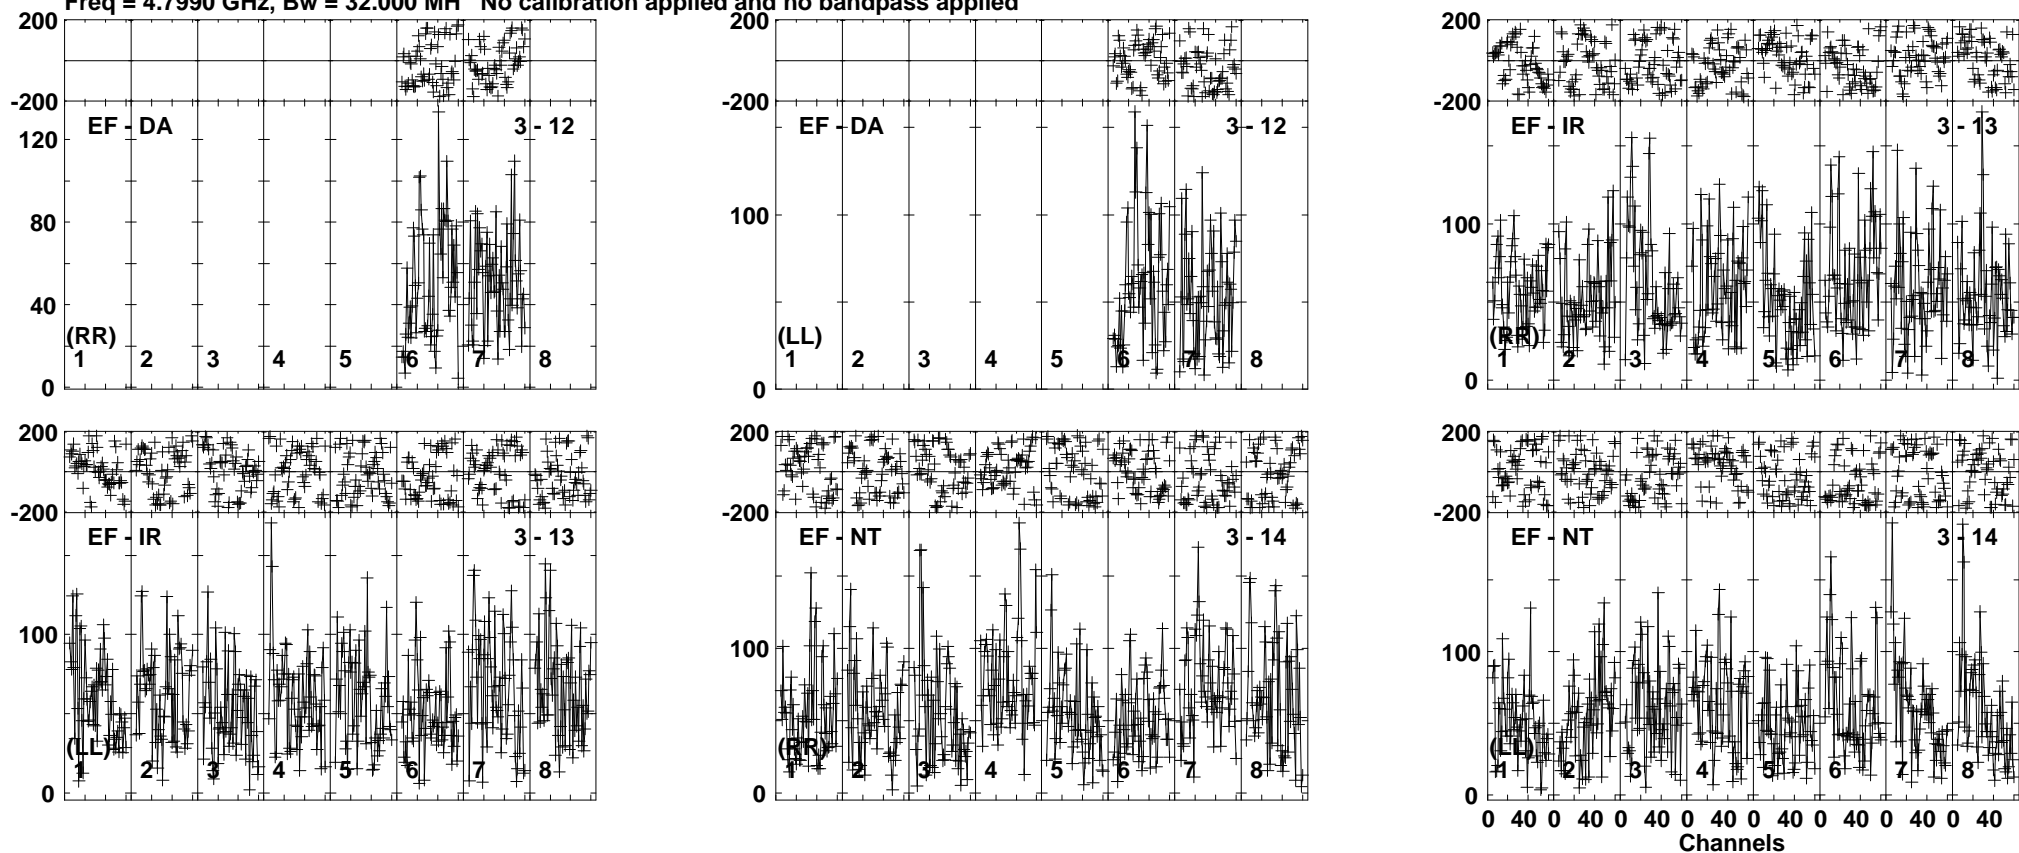 Freq = 4.7990 GHz, Bw = 32.000 MH No calibration applied and no bandpass applied
200
-200
EF - DA 3 - 12
120
80
40
0
(RR)
1 2 3 4 5 6 7 8
200
-200
EF - DA 3 - 12
100
0
(LL)
1 2 3 4 5 6 7 8
200
-200
EF - IR 3 - 13
100
0
(RR)
1 2 3 4 5 6 7 8
200
-200
EF - IR 3 - 13
100
0
(LL)
1 2 3 4 5 6 7 8
200
-200
EF - NT 3 - 14
100
0
(RR)
1 2 3 4 5 6 7 8
200
-200
EF - NT 3 - 14
100
0
(LL)
1 2 3 4 5 6 7 8
0 40 0 40 0 40 0 40 0 40 0 40 0 40 0 40
Channels